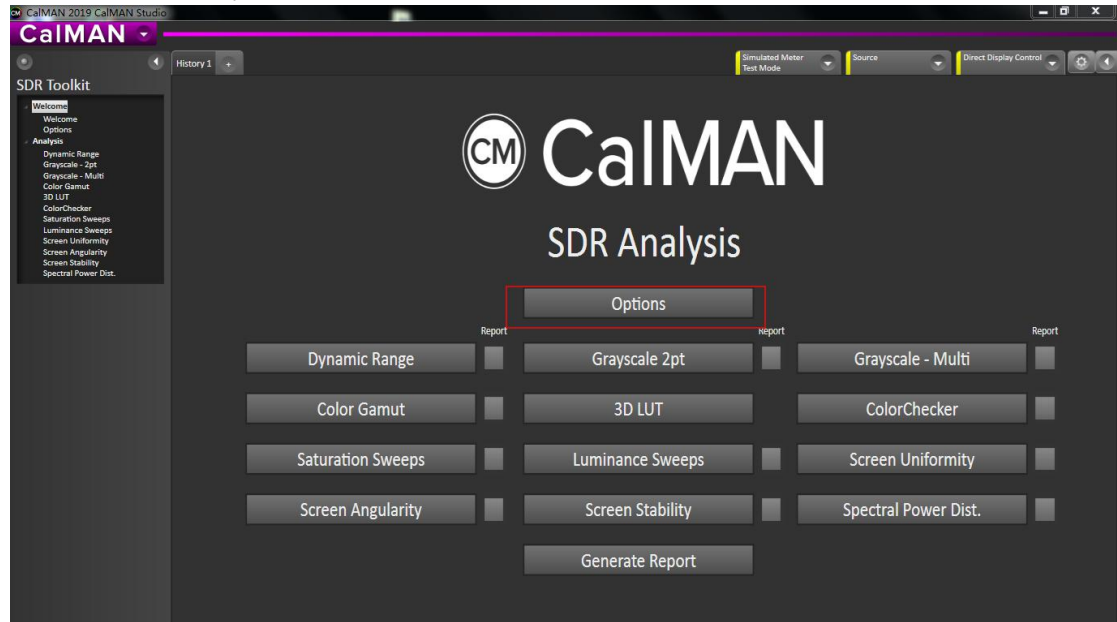 CalMAN 2019 CalMAN Studio
CalMAN
History 1 +
Simulated Meter
Test Mode
Source
Direct Display Control
SDR Toolkit
Welcome
Welcome
Options
Analysis
Dynamic Range
Grayscale - 2pt
Grayscale - Multi
Color Gamut
3D LUT
ColorChecker
Saturation Sweeps
Luminance Sweeps
Screen Uniformity
Screen Angularity
Screen Stability
Spectral Power Dist.
CM CalMAN
SDR Analysis
Options
Report Report Report
Dynamic Range Grayscale 2pt Grayscale - Multi
Color Gamut 3D LUT ColorChecker
Saturation Sweeps Luminance Sweeps Screen Uniformity
Screen Angularity Screen Stability Spectral Power Dist.
Generate Report